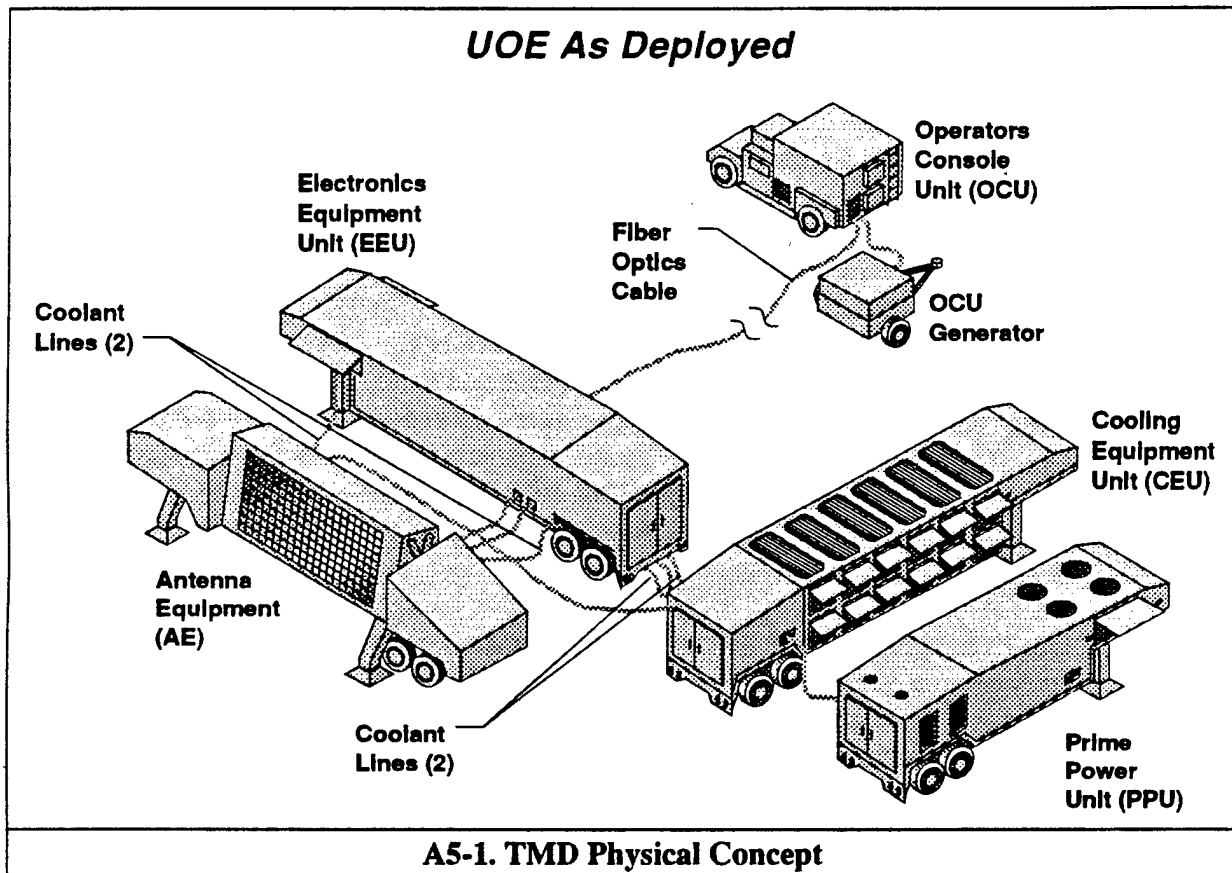 UOE As Deployed
Operators
Console
Unit (OCU)
Electronics
Equipment
Unit (EEU)
Fiber
Optics
Cable
OCU
Generator
Coolant
Lines (2)
Cooling
Equipment
Unit (CEU)
Antenna
Equipment
(AE)
Coolant
Lines (2)
Prime
Power
Unit (PPU)
A5-1. TMD Physical Concept